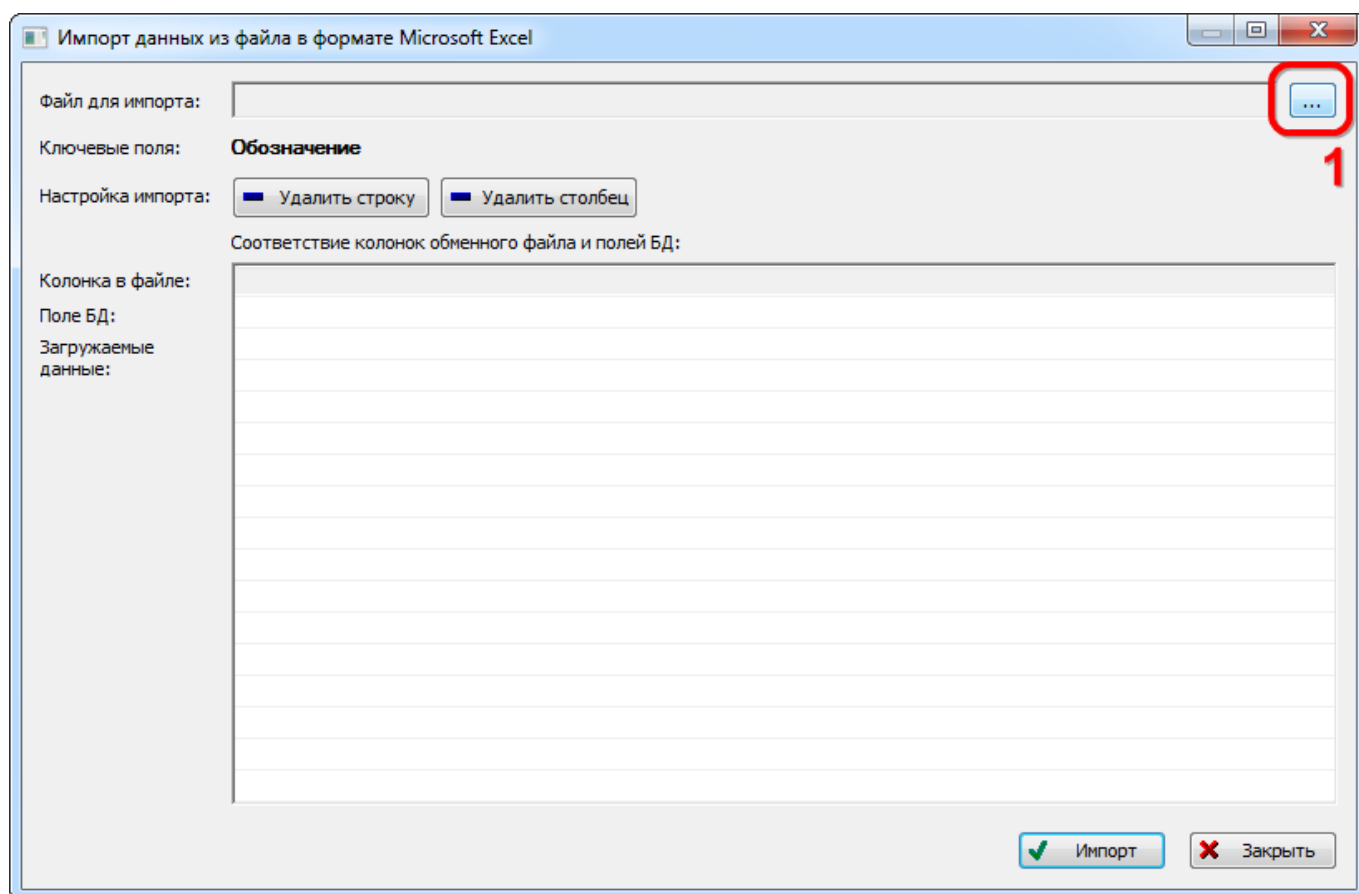 Импорт данных из файла в формате Microsoft Excel
Файл для импорта:
...
1
Ключевые поля: Обозначение
Настройка импорта: Удалить строку Удалить столбец
Соответствие колонок обменного файла и полей БД:
Колонка в файле:
Поле БД:
Загружаемые
данные:
Импорт Закрыть